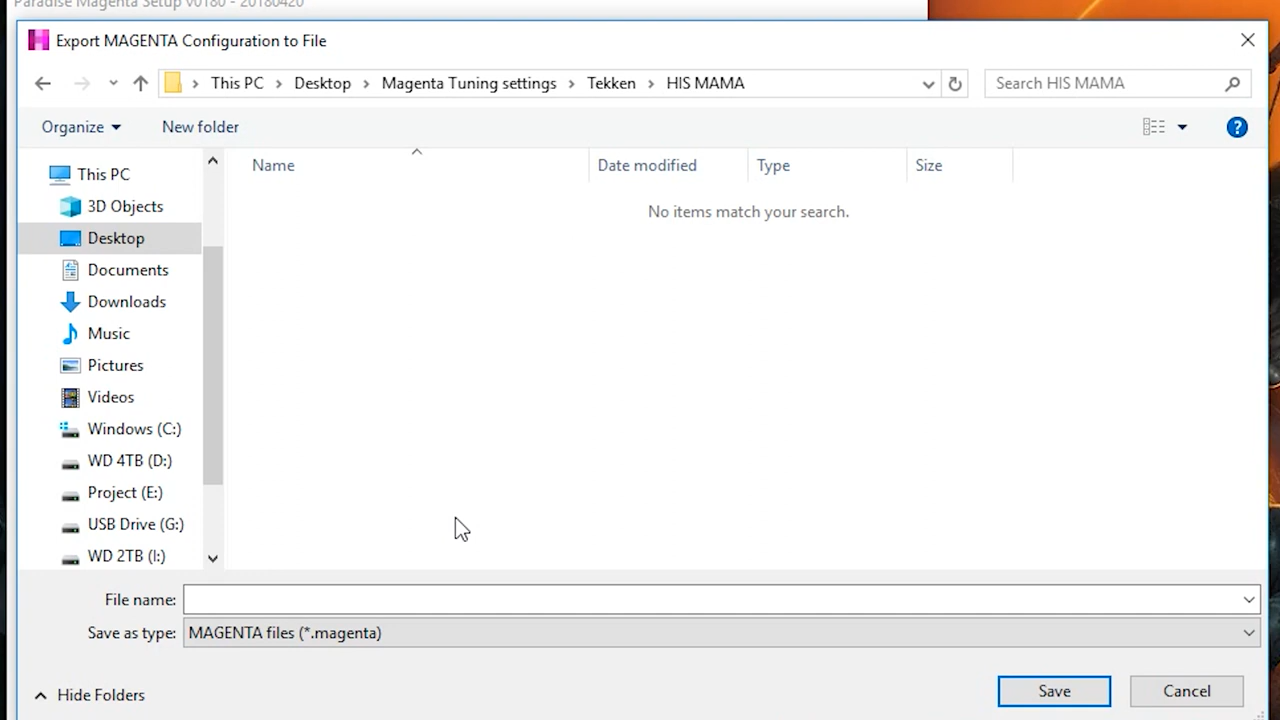 Paradise Magenta Setup v0180 - 20180420
Export MAGENTA Configuration to File
This PC > Desktop > Magenta Tuning settings > Tekken > HIS MAMA
Search HIS MAMA
Organize
New folder
Name
Date modified
Type
Size
No items match your search.
This PC
3D Objects
Desktop
Documents
Downloads
Music
Pictures
Videos
Windows (C:)
WD 4TB (D:)
Project (E:)
USB Drive (G:)
WD 2TB (I:)
File name:
Save as type: MAGENTA files (*.magenta)
Hide Folders
Save
Cancel